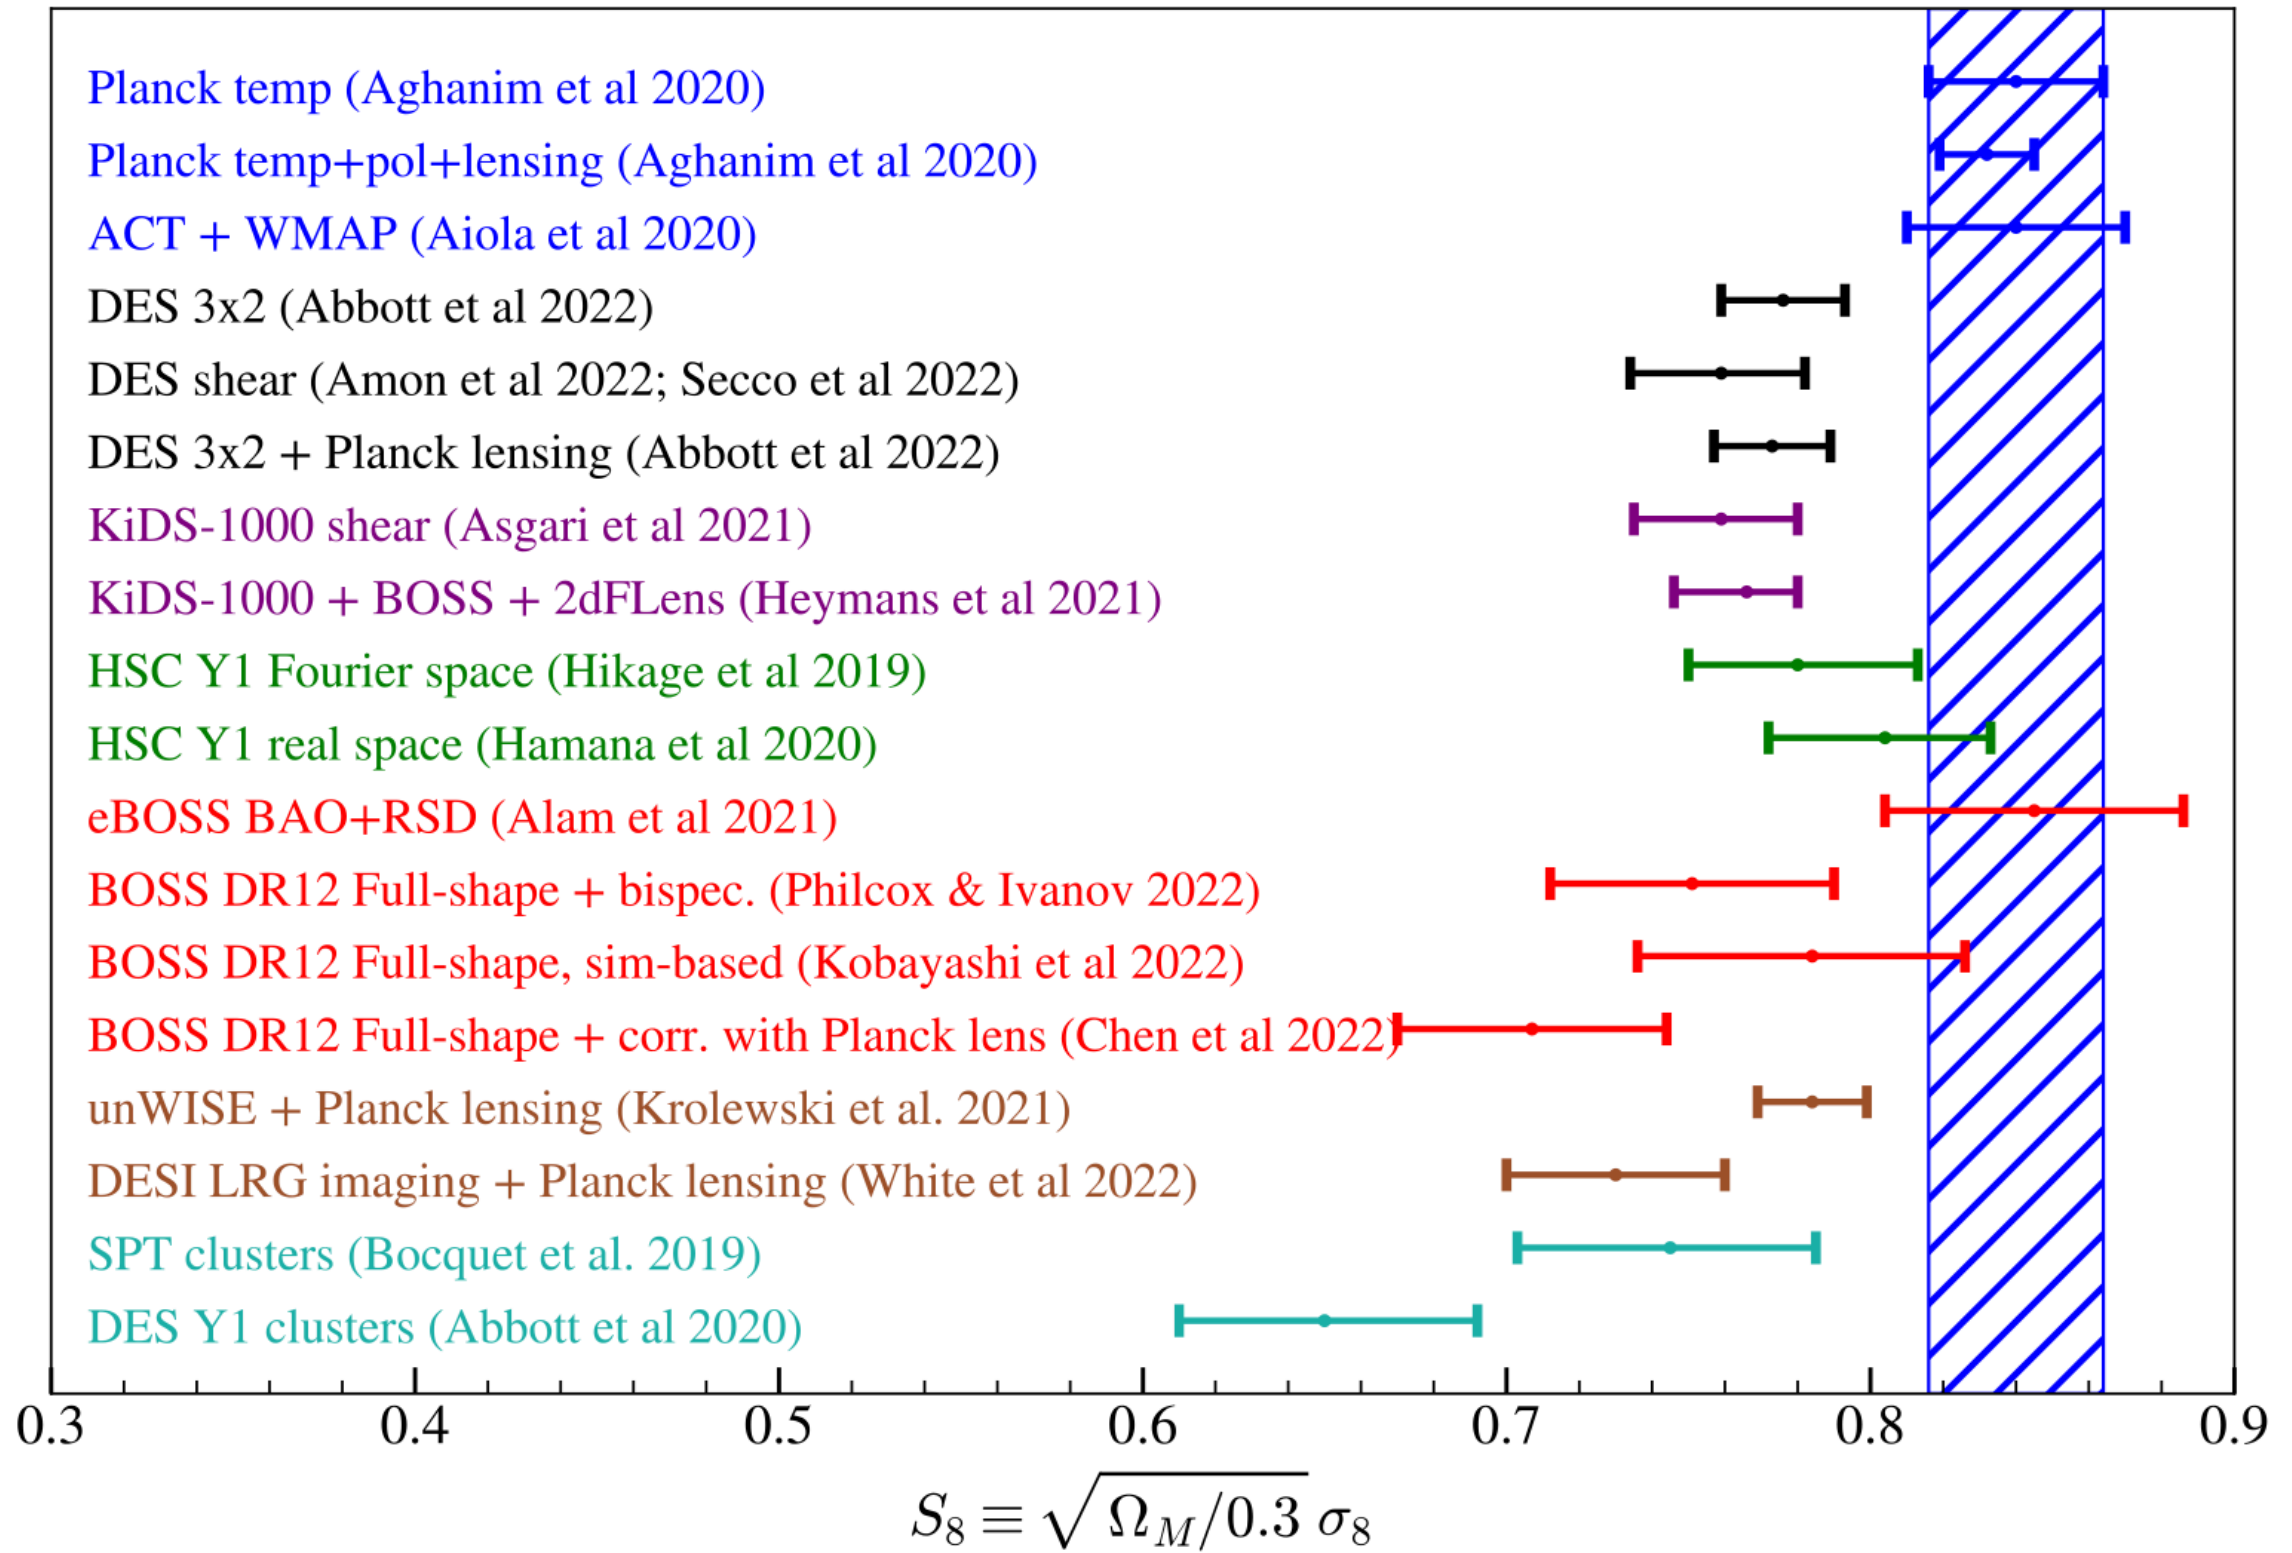 Planck temp (Aghanim et al 2020)
Planck temp+pol+lensing (Aghanim et al 2020)
ACT + WMAP (Aiola et al 2020)
DES 3x2 (Abbott et al 2022)
DES shear (Amon et al 2022; Secco et al 2022)
DES 3x2 + Planck lensing (Abbott et al 2022)
KiDS-1000 shear (Asgari et al 2021)
KiDS-1000 + BOSS + 2dFLens (Heymans et al 2021)
HSC Y1 Fourier space (Hikage et al 2019)
HSC Y1 real space (Hamana et al 2020)
eBOSS BAO+RSD (Alam et al 2021)
BOSS DR12 Full-shape + bispec. (Philcox & Ivanov 2022)
BOSS DR12 Full-shape, sim-based (Kobayashi et al 2022)
BOSS DR12 Full-shape + corr. with Planck lens (Chen et al 2022)
unWISE + Planck lensing (Krolewski et al. 2021)
DESI LRG imaging + Planck lensing (White et al 2022)
SPT clusters (Bocquet et al. 2019)
DES Y1 clusters (Abbott et al 2020)
0.3 0.4 0.5 0.6 0.7 0.8 0.9
S₈ ≡ √Ω_M/0.3 σ₈